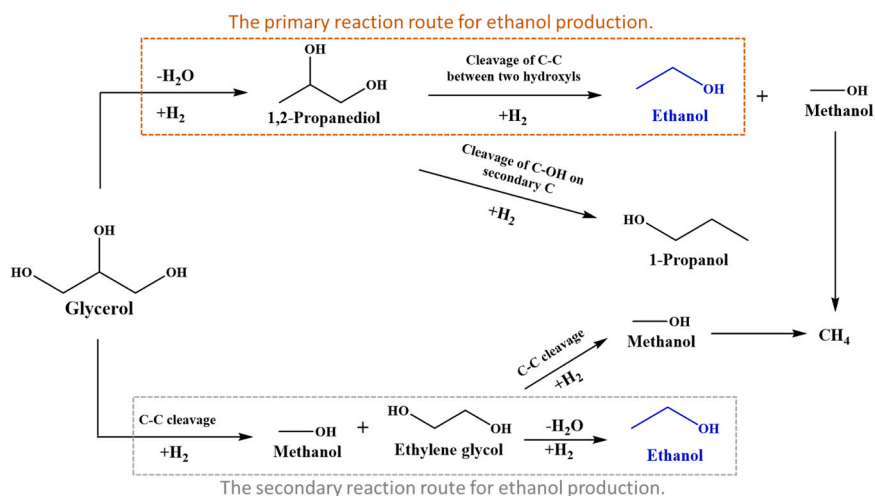 The primary reaction route for ethanol production.
OH
-H₂O
+H₂
OH
1,2-Propanediol
Cleavage of C-C
between two hydroxyls
+H₂
OH
Ethanol
+
OH
Methanol
Cleavage of C-OH on
secondary C
+H₂
HO
1-Propanol
OH
HO
OH
Glycerol
OH
Methanol
CH₄
C-C cleavage
+H₂
C-C cleavage
+H₂
OH
Methanol
+
HO
OH
Ethylene glycol
-H₂O
+H₂
OH
Ethanol
The secondary reaction route for ethanol production.